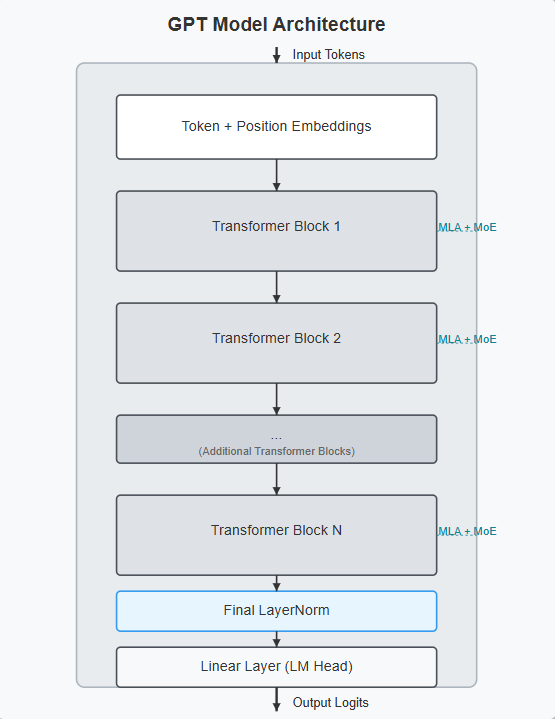 GPT Model Architecture
Input Tokens
Token + Position Embeddings
Transformer Block 1
MLA + MoE
Transformer Block 2
MLA + MoE
...
(Additional Transformer Blocks)
Transformer Block N
MLA + MoE
Final LayerNorm
Linear Layer (LM Head)
Output Logits